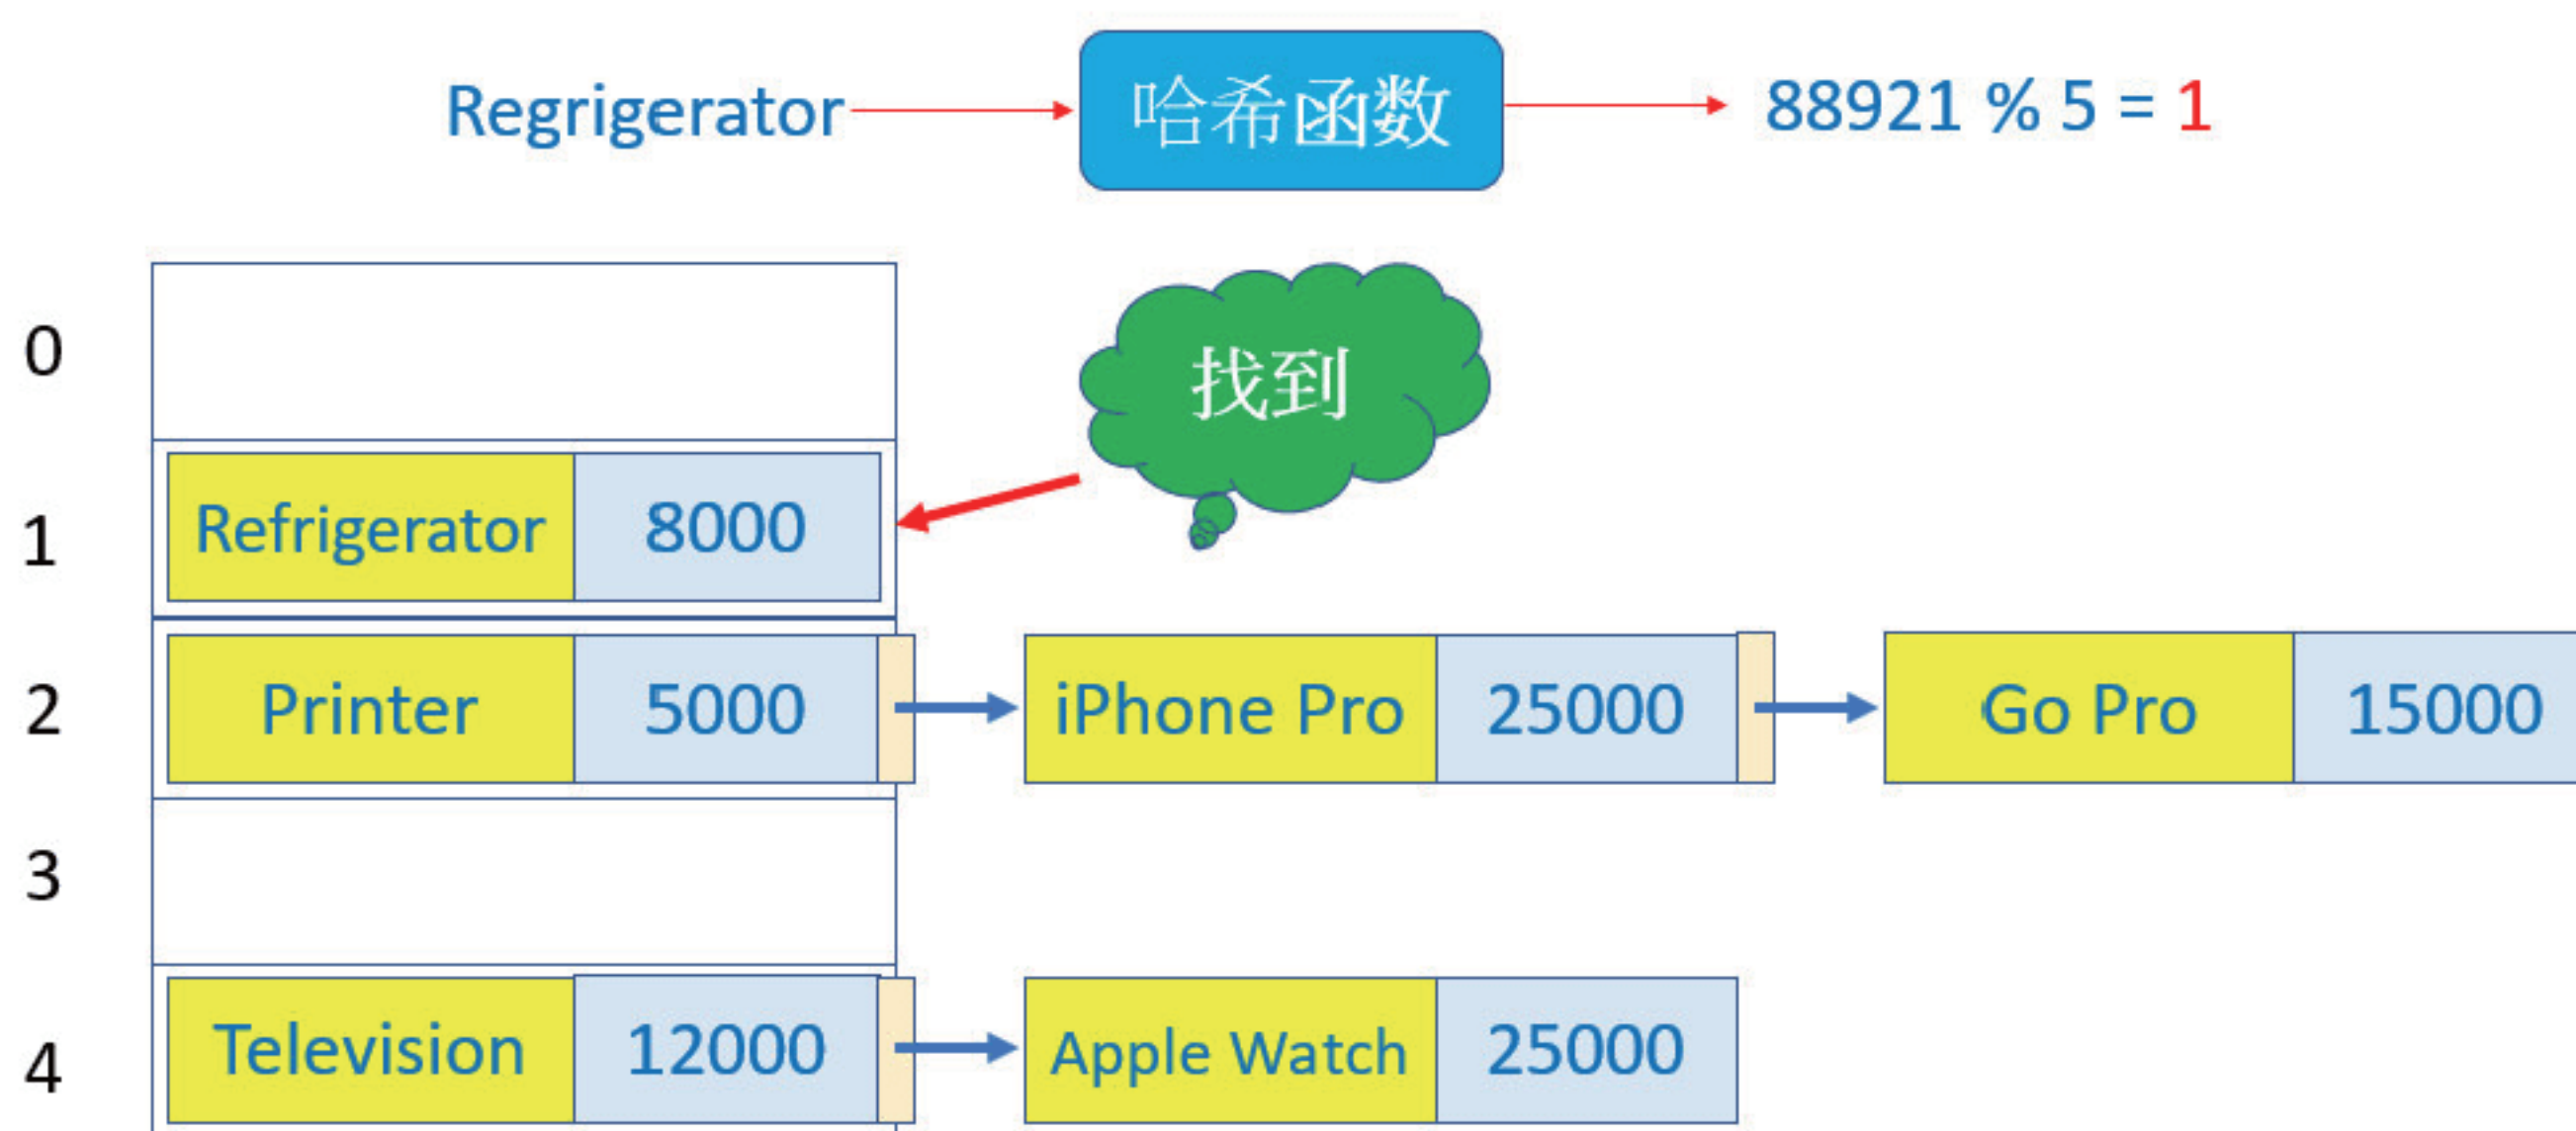 Regrigerator 哈希函数 88921 % 5 = 1
0
找到
1 Refrigerator 8000
2 Printer 5000 iPhone Pro 25000 Go Pro 15000
3
4 Television 12000 Apple Watch 25000